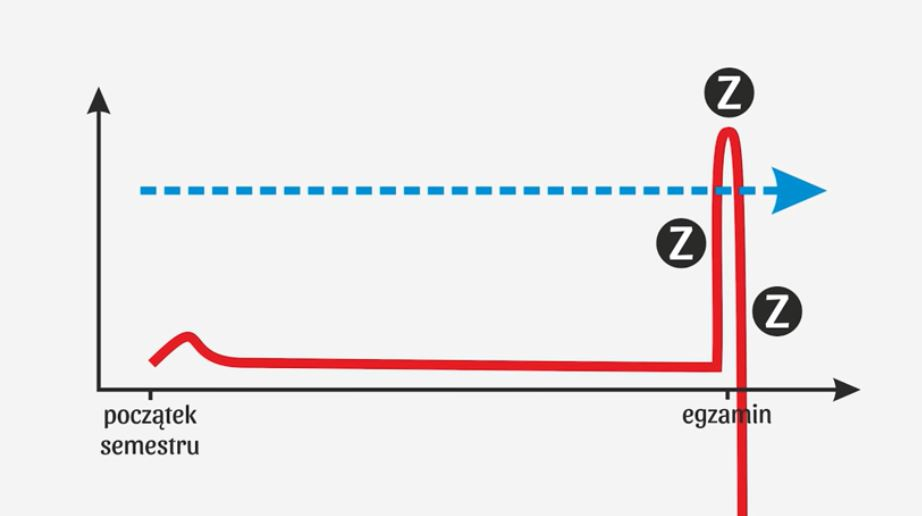 Z
Z
Z
początek
semestru
egzamin